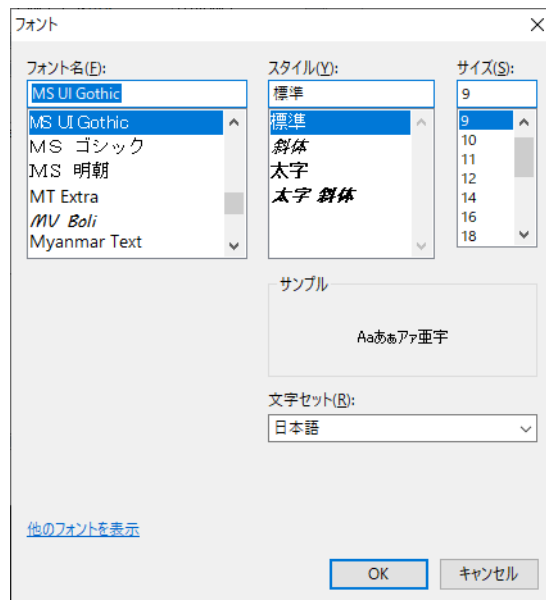 フォント
フォント名(F):
MS UI Gothic
MS UI Gothic
ＭＳ ゴシック
ＭＳ 明朝
MT Extra
MV Boli
Myanmar Text
スタイル(Y):
標準
標準
斜体
太字
太字 斜体
サイズ(S):
9
9
10
11
12
14
16
18
サンプル
Aaあぁアァ亜宇
文字セット(R):
日本語
他のフォントを表示
OK
キャンセル